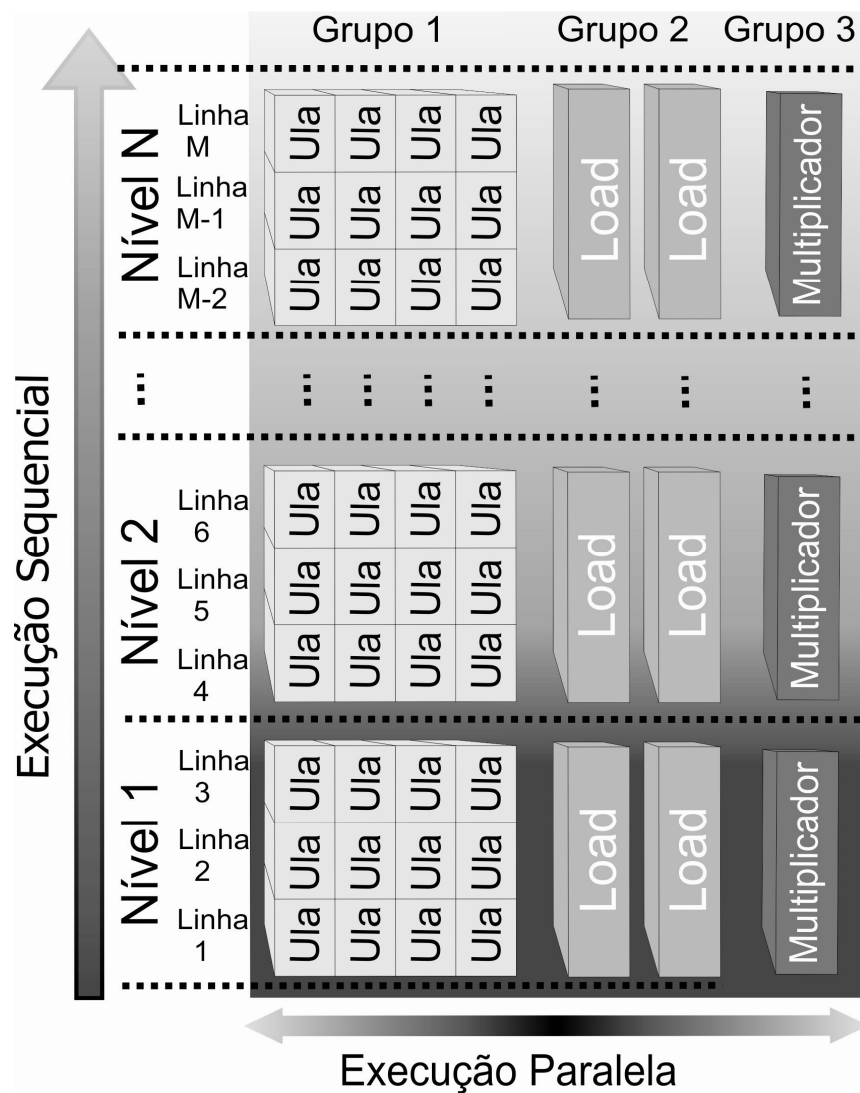 Grupo 1 Grupo 2 Grupo 3
Execução Sequencial
Nível N
Linha M
Ula Ula Ula Ula
Linha M-1
Ula Ula Ula Ula
Linha M-2
Ula Ula Ula Ula
Load Load Multiplicador
... ... ... ... ... ... ... ...
Nível 2
Linha 6
Ula Ula Ula Ula
Linha 5
Ula Ula Ula Ula
Linha 4
Ula Ula Ula Ula
Load Load Multiplicador
Nível 1
Linha 3
Ula Ula Ula Ula
Linha 2
Ula Ula Ula Ula
Linha 1
Ula Ula Ula Ula
Load Load Multiplicador
Execução Paralela